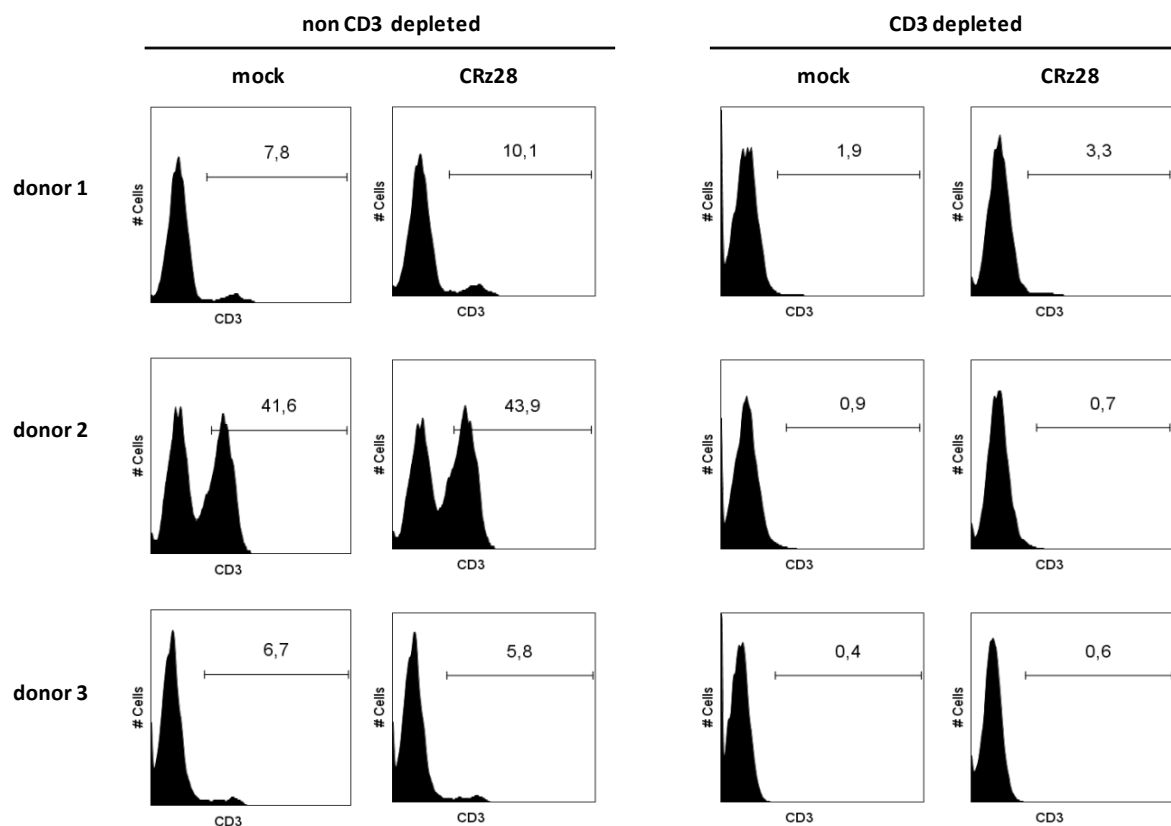 non CD3 depleted CD3 depleted
mock CRz28 mock CRz28
donor 1
7,8 10,1 1,9 3,3
# Cells # Cells # Cells # Cells
CD3 CD3 CD3 CD3
donor 2
41,6 43,9 0,9 0,7
# Cells # Cells # Cells # Cells
CD3 CD3 CD3 CD3
donor 3
6,7 5,8 0,4 0,6
# Cells # Cells # Cells # Cells
CD3 CD3 CD3 CD3